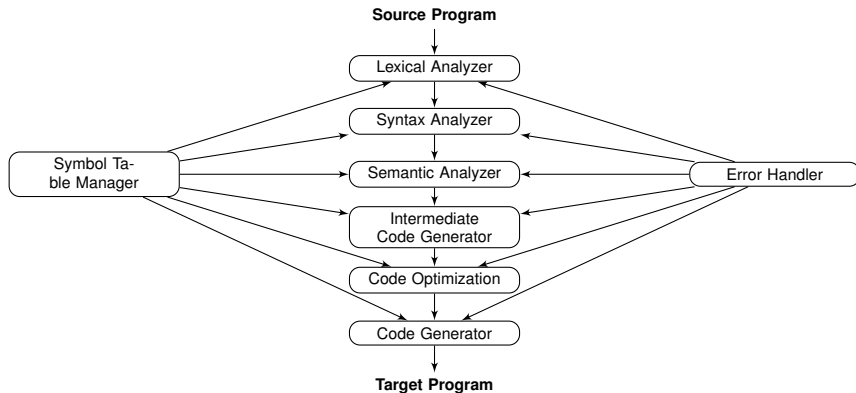 Source Program
Lexical Analyzer
Syntax Analyzer
Symbol Ta-
ble Manager
Semantic Analyzer
Error Handler
Intermediate
Code Generator
Code Optimization
Code Generator
Target Program